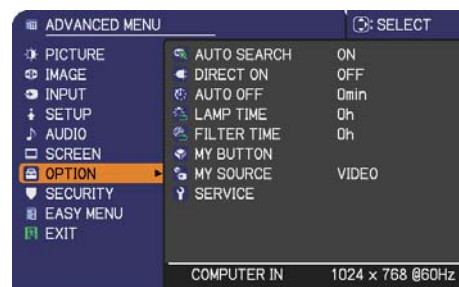 ADVANCED MENU
: SELECT
PICTURE
IMAGE
INPUT
SETUP
AUDIO
SCREEN
OPTION
SECURITY
EASY MENU
EXIT
AUTO SEARCH ON
DIRECT ON OFF
AUTO OFF 0min
LAMP TIME 0h
FILTER TIME 0h
MY BUTTON
MY SOURCE VIDEO
SERVICE
COMPUTER IN 1024 x 768 @60Hz